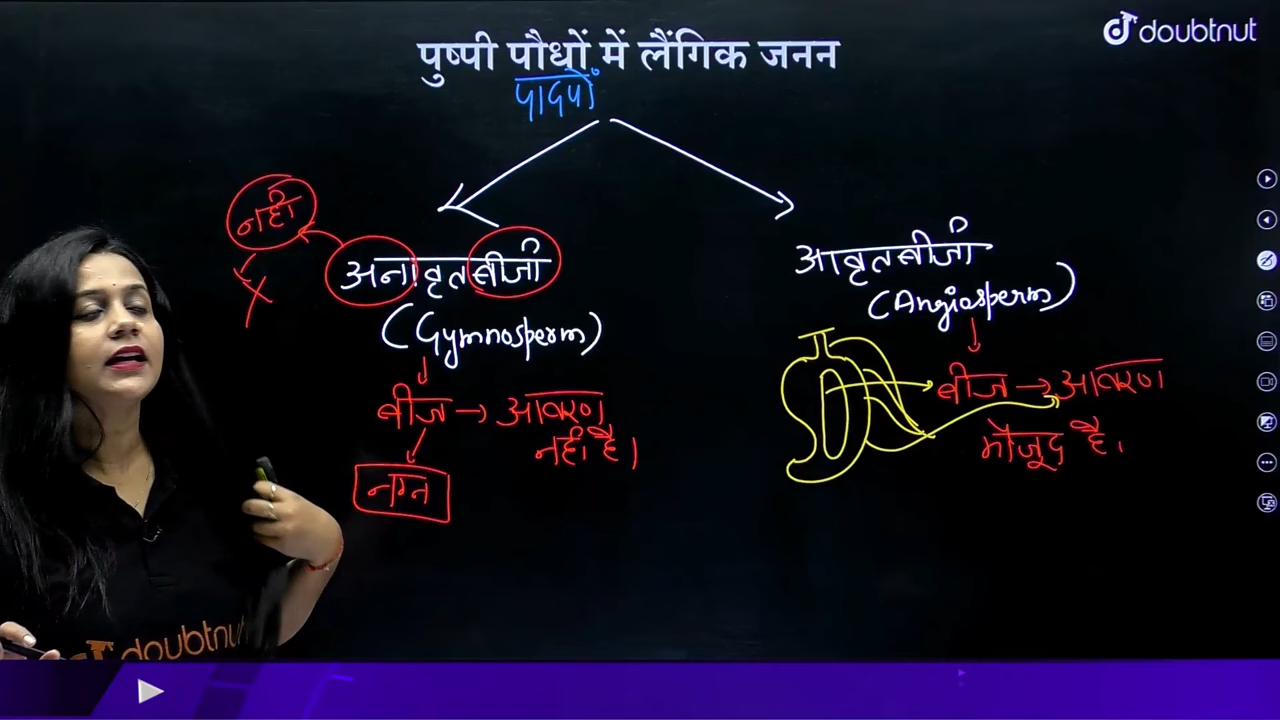 doubtnut
पुष्पी पौधों में लैंगिक जनन
पादपों
नहीं
अनावृतबीजी
(Gymnosperm)
बीज → आवरण
नहीं है।
नग्न
आवृतबीजी
(Angiosperm)
बीज → आवरण
मौजूद है।
doubtnut